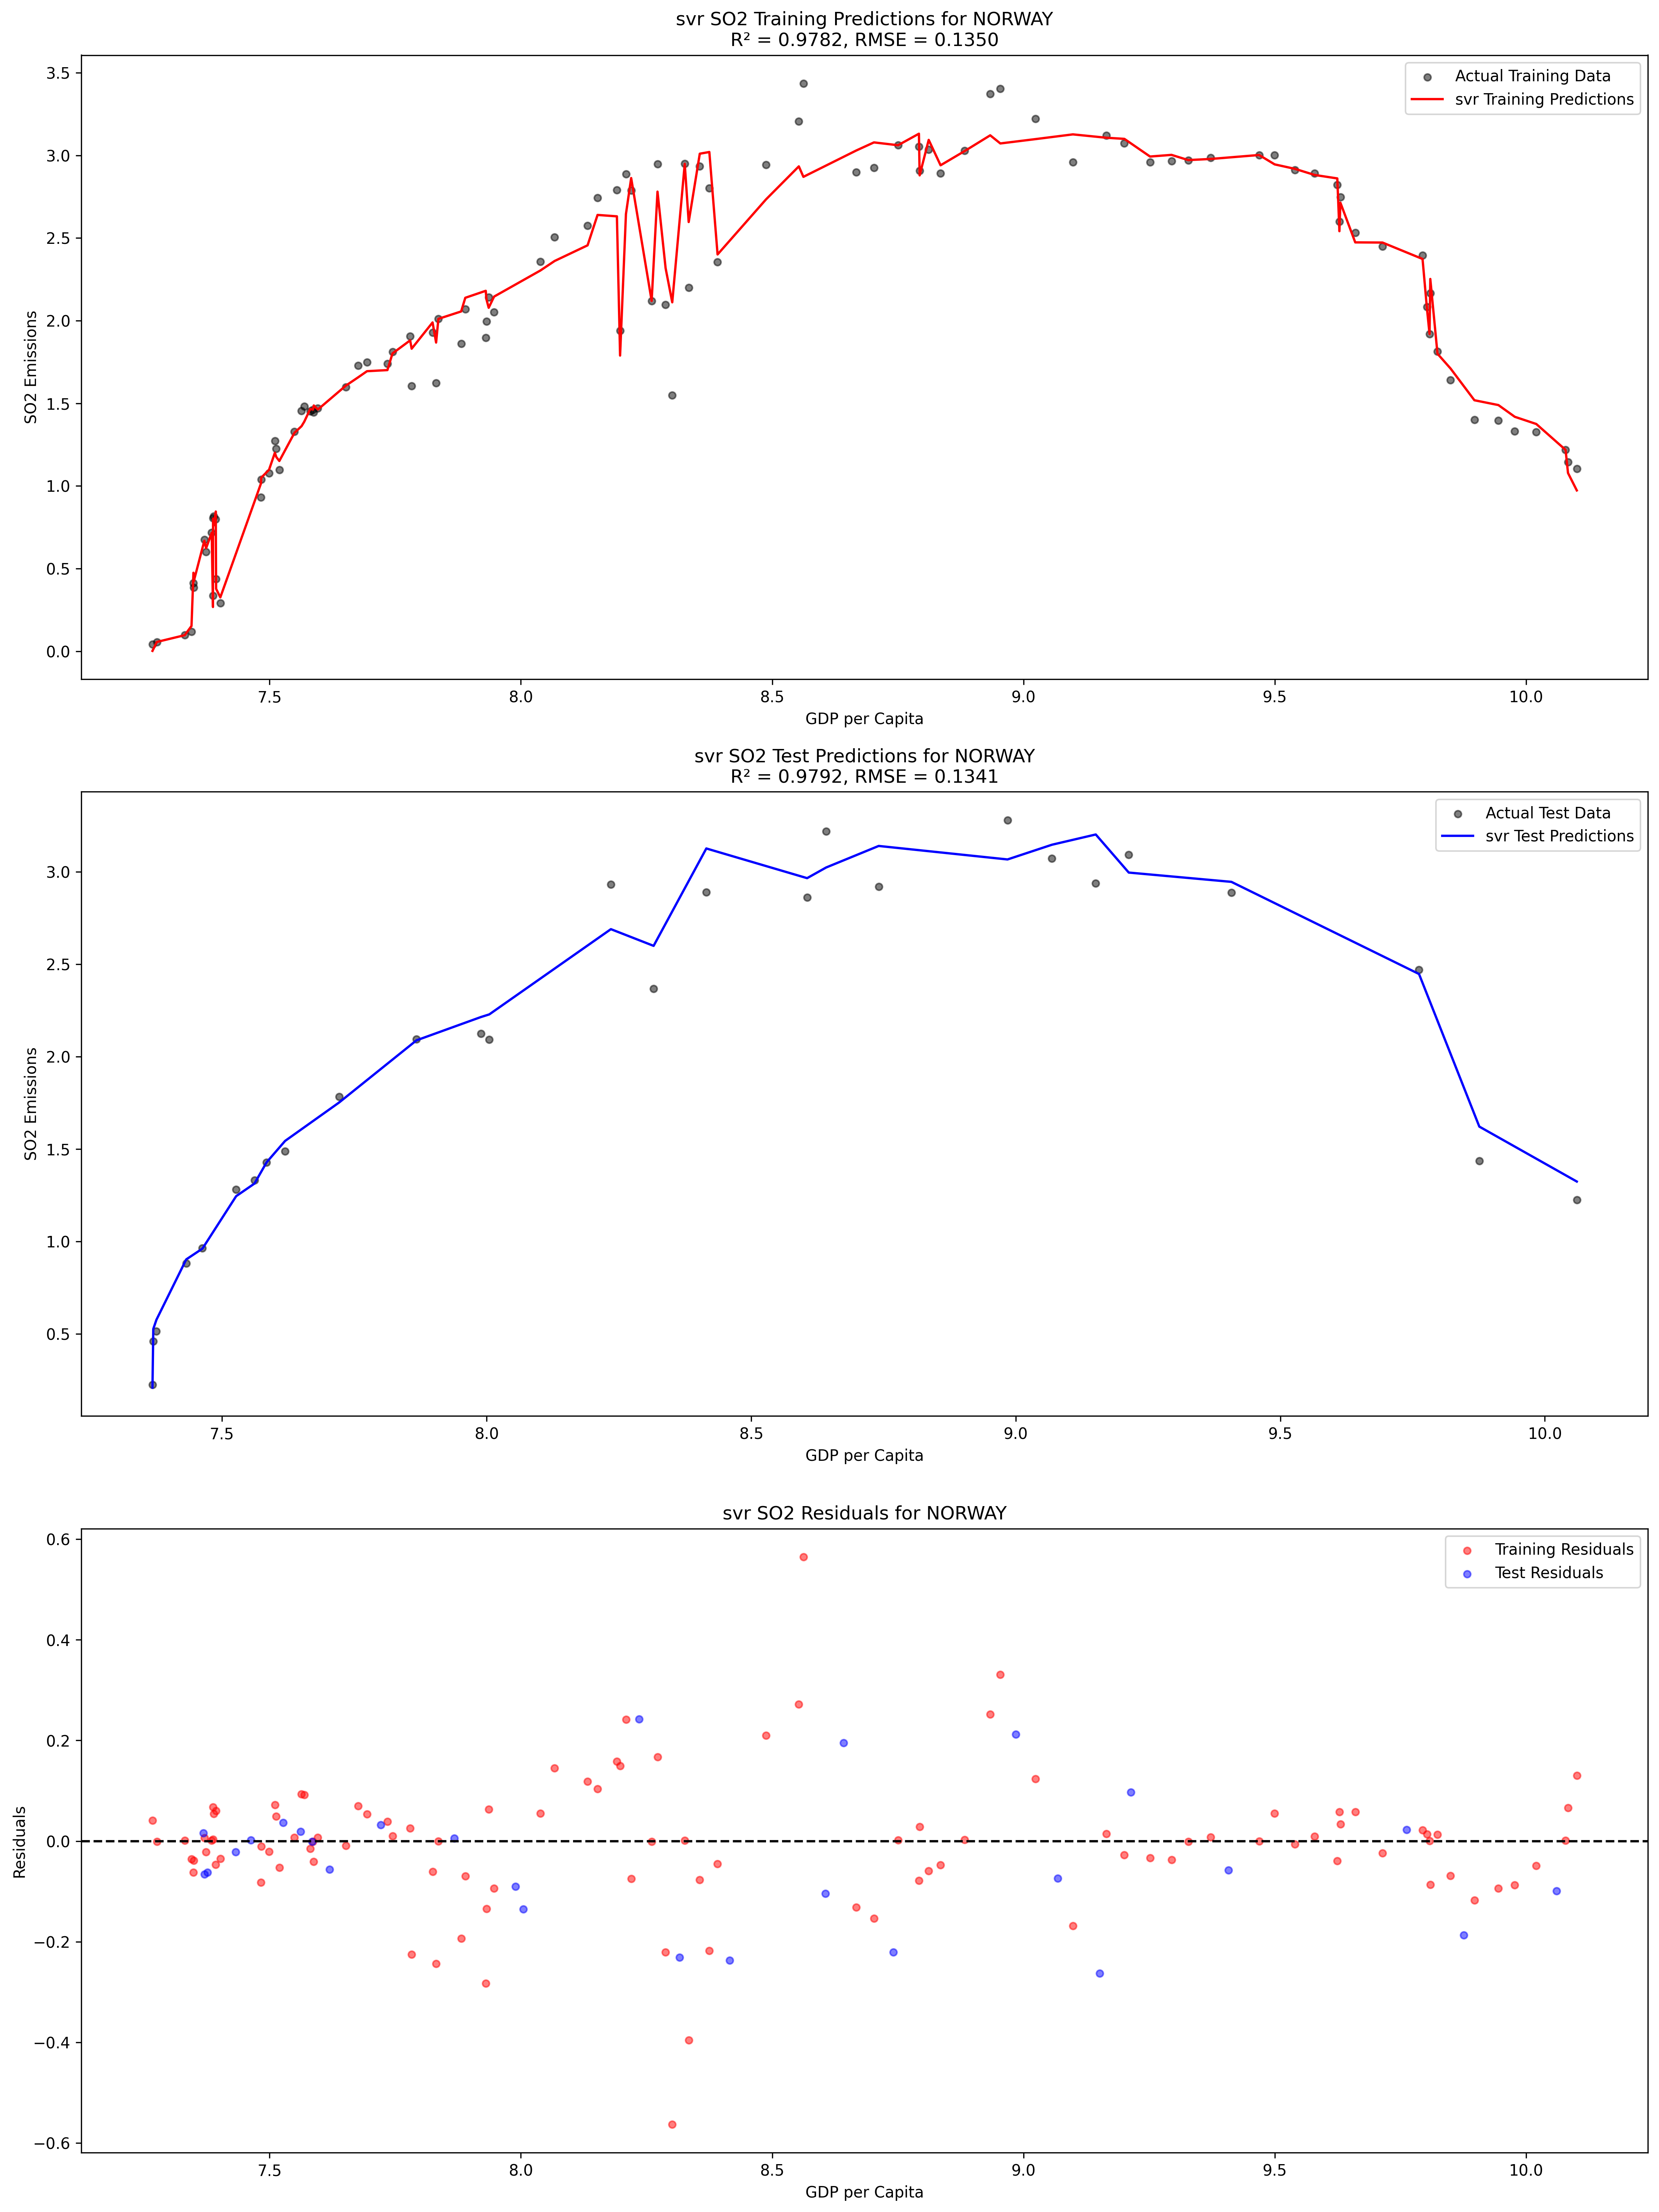 svr SO2 Training Predictions for NORWAY
R² = 0.9782, RMSE = 0.1350
Actual Training Data
svr Training Predictions
3.5
3.0
2.5
2.0
1.5
1.0
0.5
0.0
SO2 Emissions
7.5 8.0 8.5 9.0 9.5 10.0
GDP per Capita
svr SO2 Test Predictions for NORWAY
R² = 0.9792, RMSE = 0.1341
Actual Test Data
svr Test Predictions
3.0
2.5
2.0
1.5
1.0
0.5
SO2 Emissions
7.5 8.0 8.5 9.0 9.5 10.0
GDP per Capita
svr SO2 Residuals for NORWAY
Training Residuals
Test Residuals
0.6
0.4
0.2
0.0
−0.2
−0.4
−0.6
Residuals
7.5 8.0 8.5 9.0 9.5 10.0
GDP per Capita